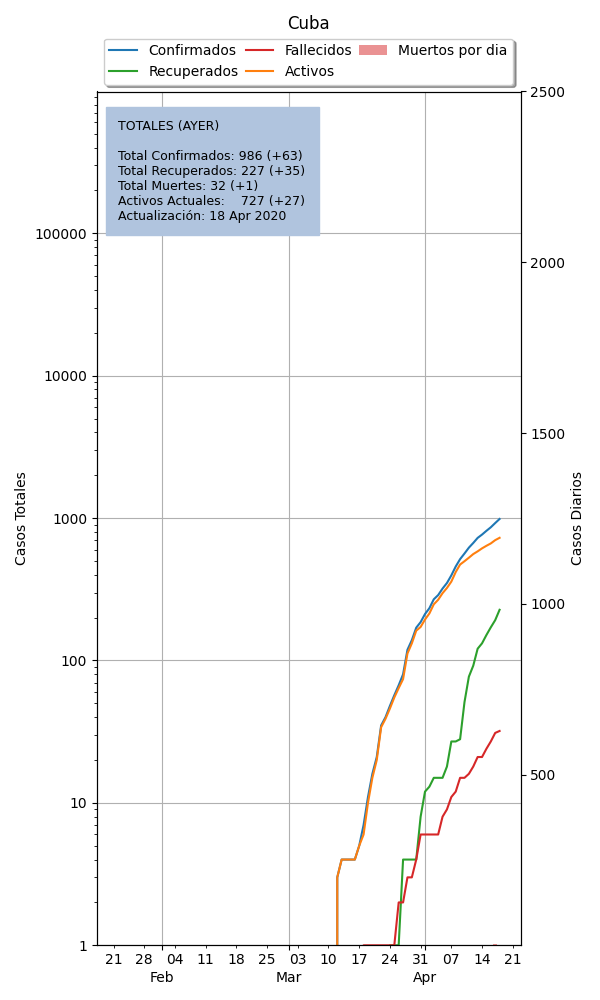 Cuba
Confirmados Fallecidos Muertos por dia
Recuperados Activos
TOTALES (AYER)
Total Confirmados: 986 (+63)
Total Recuperados: 227 (+35)
Total Muertes: 32 (+1)
Activos Actuales: 727 (+27)
Actualización: 18 Apr 2020
Casos Totales
100000
10000
1000
100
10
1
2500
2000
1500
1000
500
Casos Diarios
21 28 04 11 18 25 03 10 17 24 31 07 14 21
Feb Mar Apr